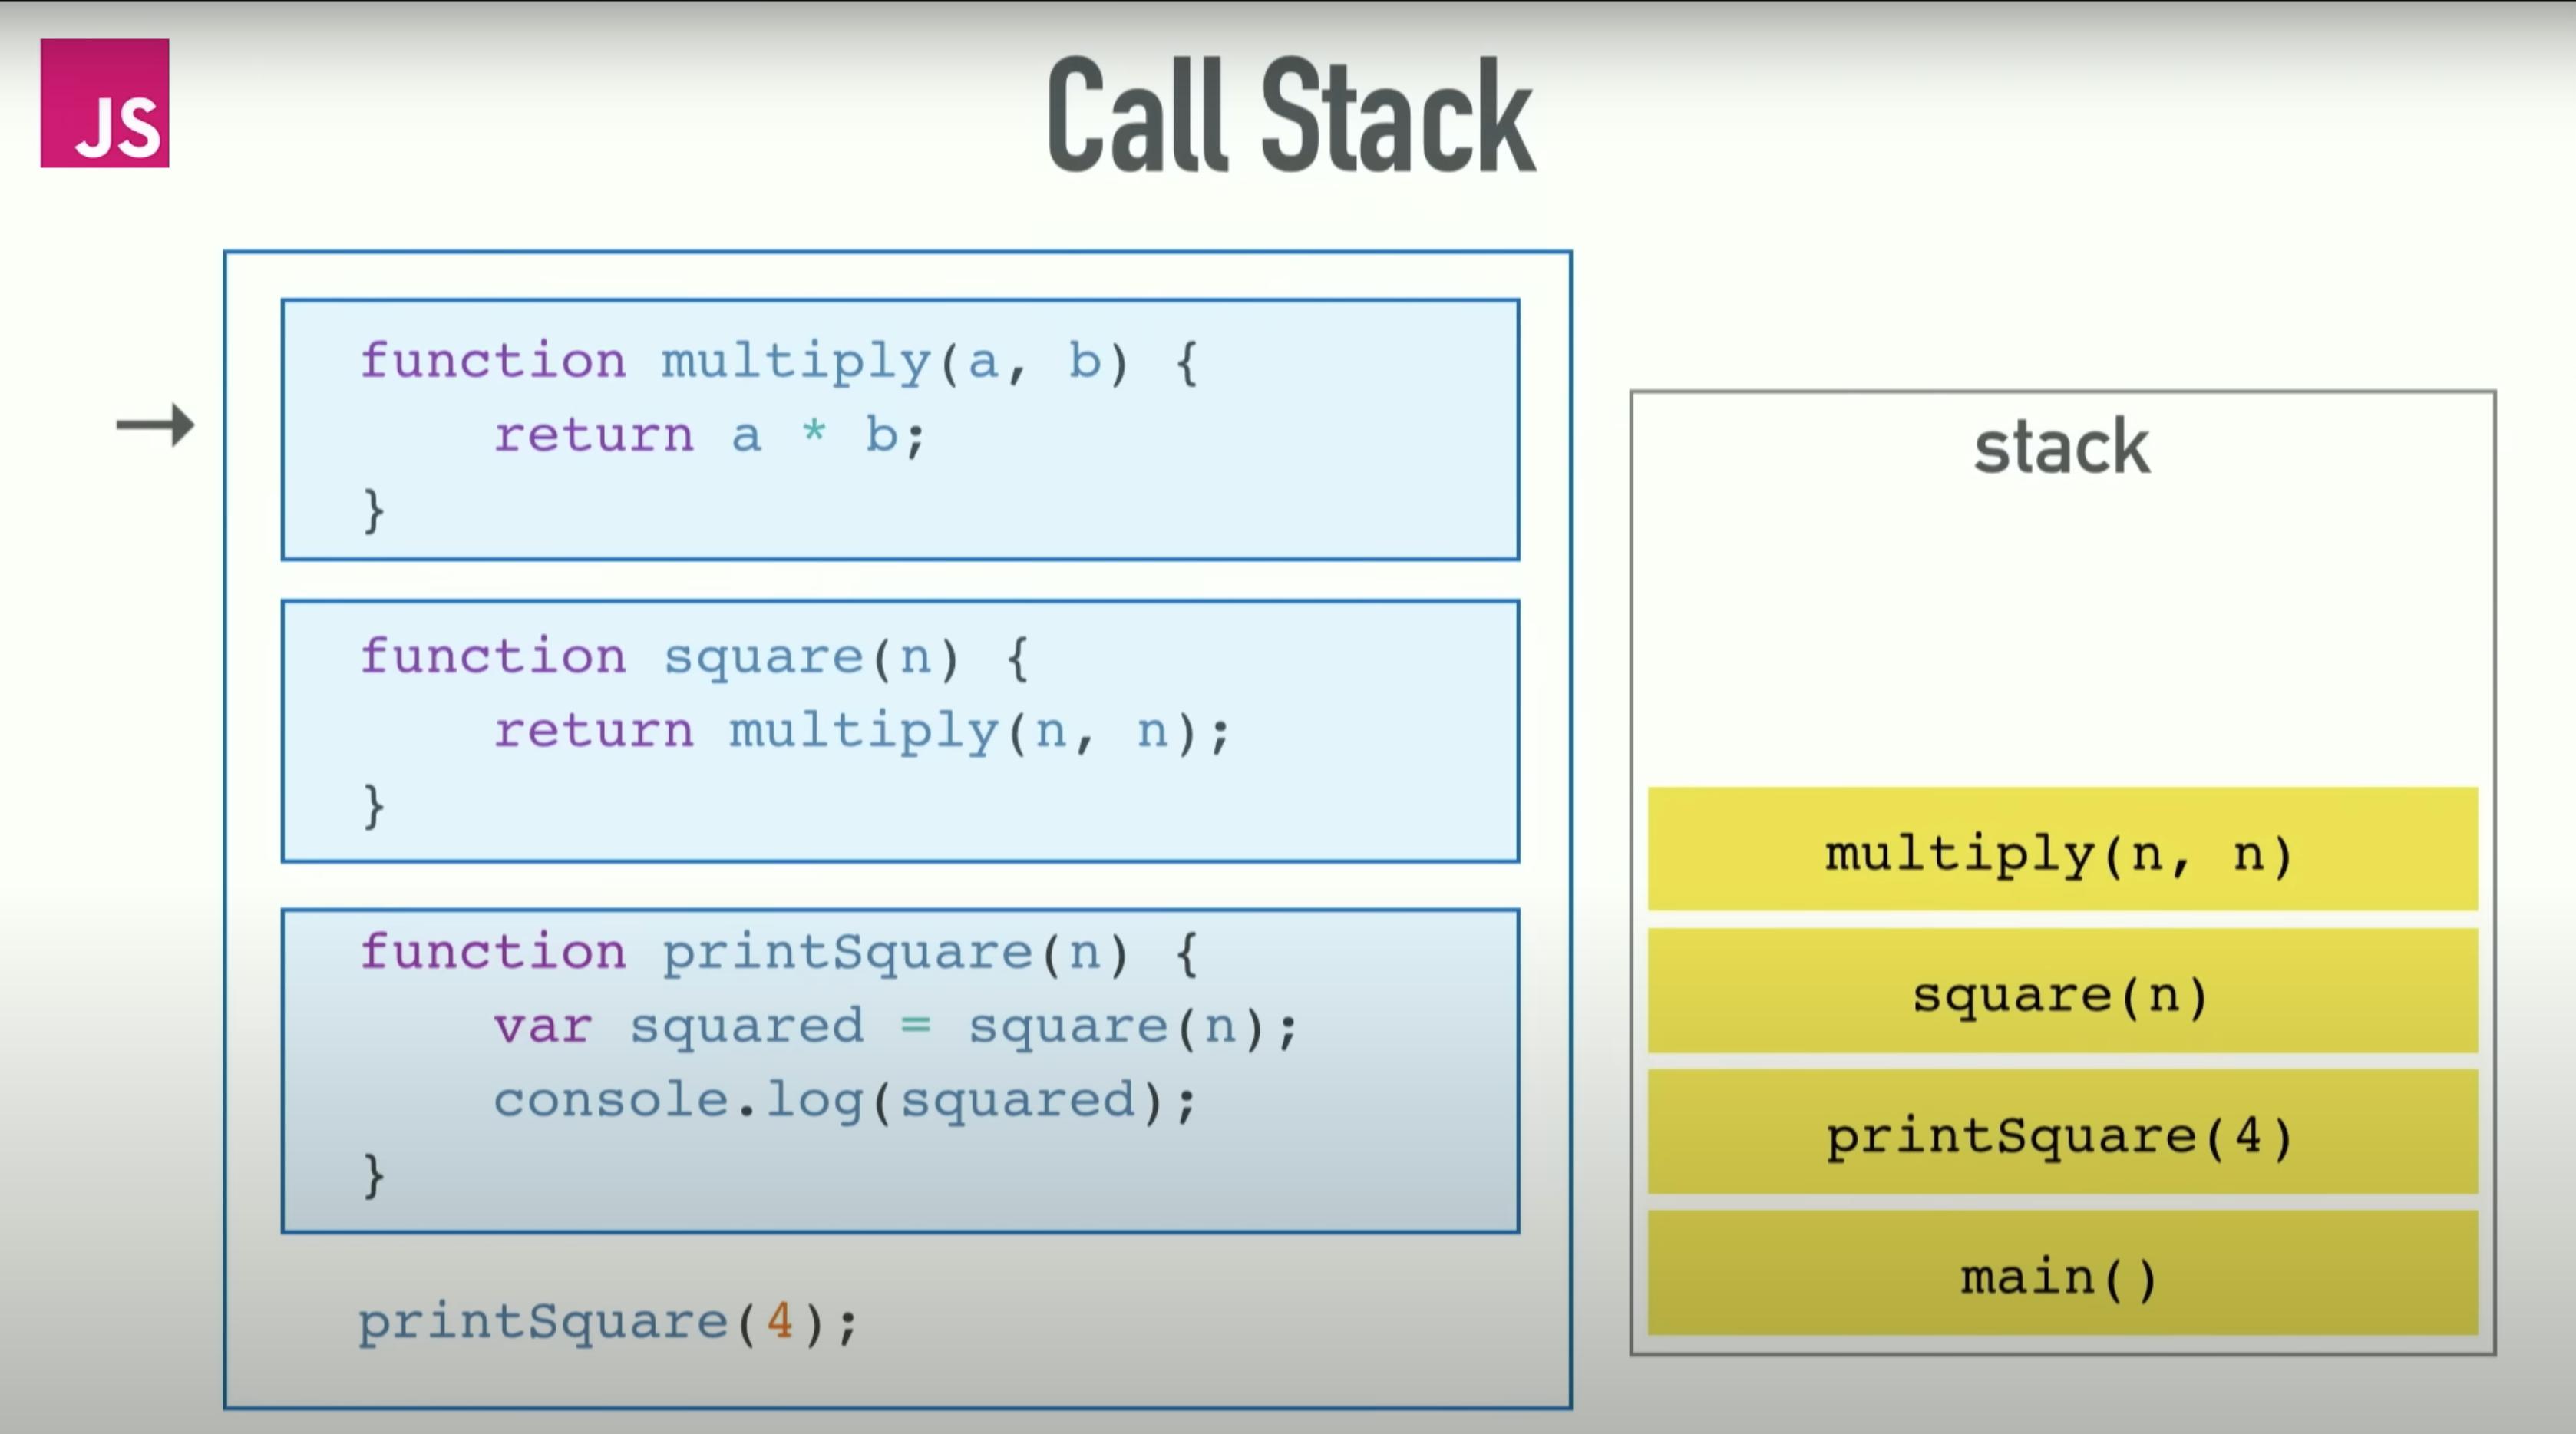 JS
Call Stack
function multiply(a, b) {
    return a * b;
}
function square(n) {
    return multiply(n, n);
}
function printSquare(n) {
    var squared = square(n);
    console.log(squared);
}
printSquare(4);
stack
multiply(n, n)
square(n)
printSquare(4)
main()